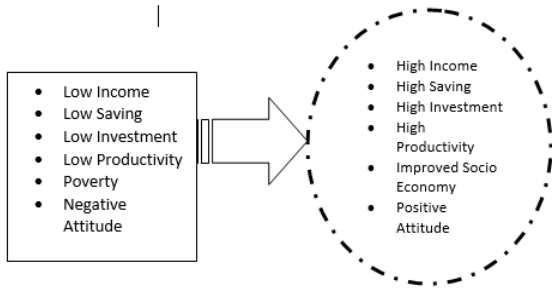 • Low Income
• Low Saving
• Low Investment
• Low Productivity
• Poverty
• Negative
Attitude
• High Income
• High Saving
• High Investment
• High
Productivity
• Improved Socio
Economy
• Positive
Attitude